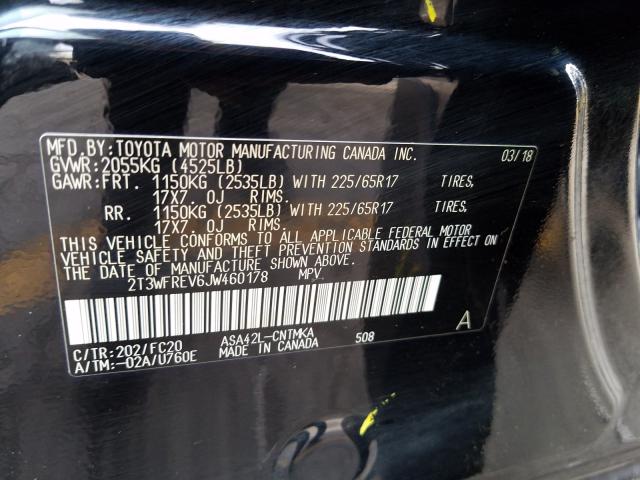 MFD.BY:TOYOTA MOTOR MANUFACTURING CANADA INC. 03/18
GVWR:2055KG (4525LB)
GAWR:FRT. 1150KG (2535LB) WITH 225/65R17 TIRES,
17X7. 0J RIMS.
RR. 1150KG (2535LB) WITH 225/65R17 TIRES,
17X7. 0J RIMS.
THIS VEHICLE CONFORMS TO ALL APPLICABLE FEDERAL MOTOR
VEHICLE SAFETY AND THEFT PREVENTION STANDARDS IN EFFECT ON
THE DATE OF MANUFACTURE SHOWN ABOVE.
2T3WFREV6JW460178 MPV
C/TR:202/FC20 ASA42L-CNTMKA 508 A
A/TM:-02A/U760E MADE IN CANADA